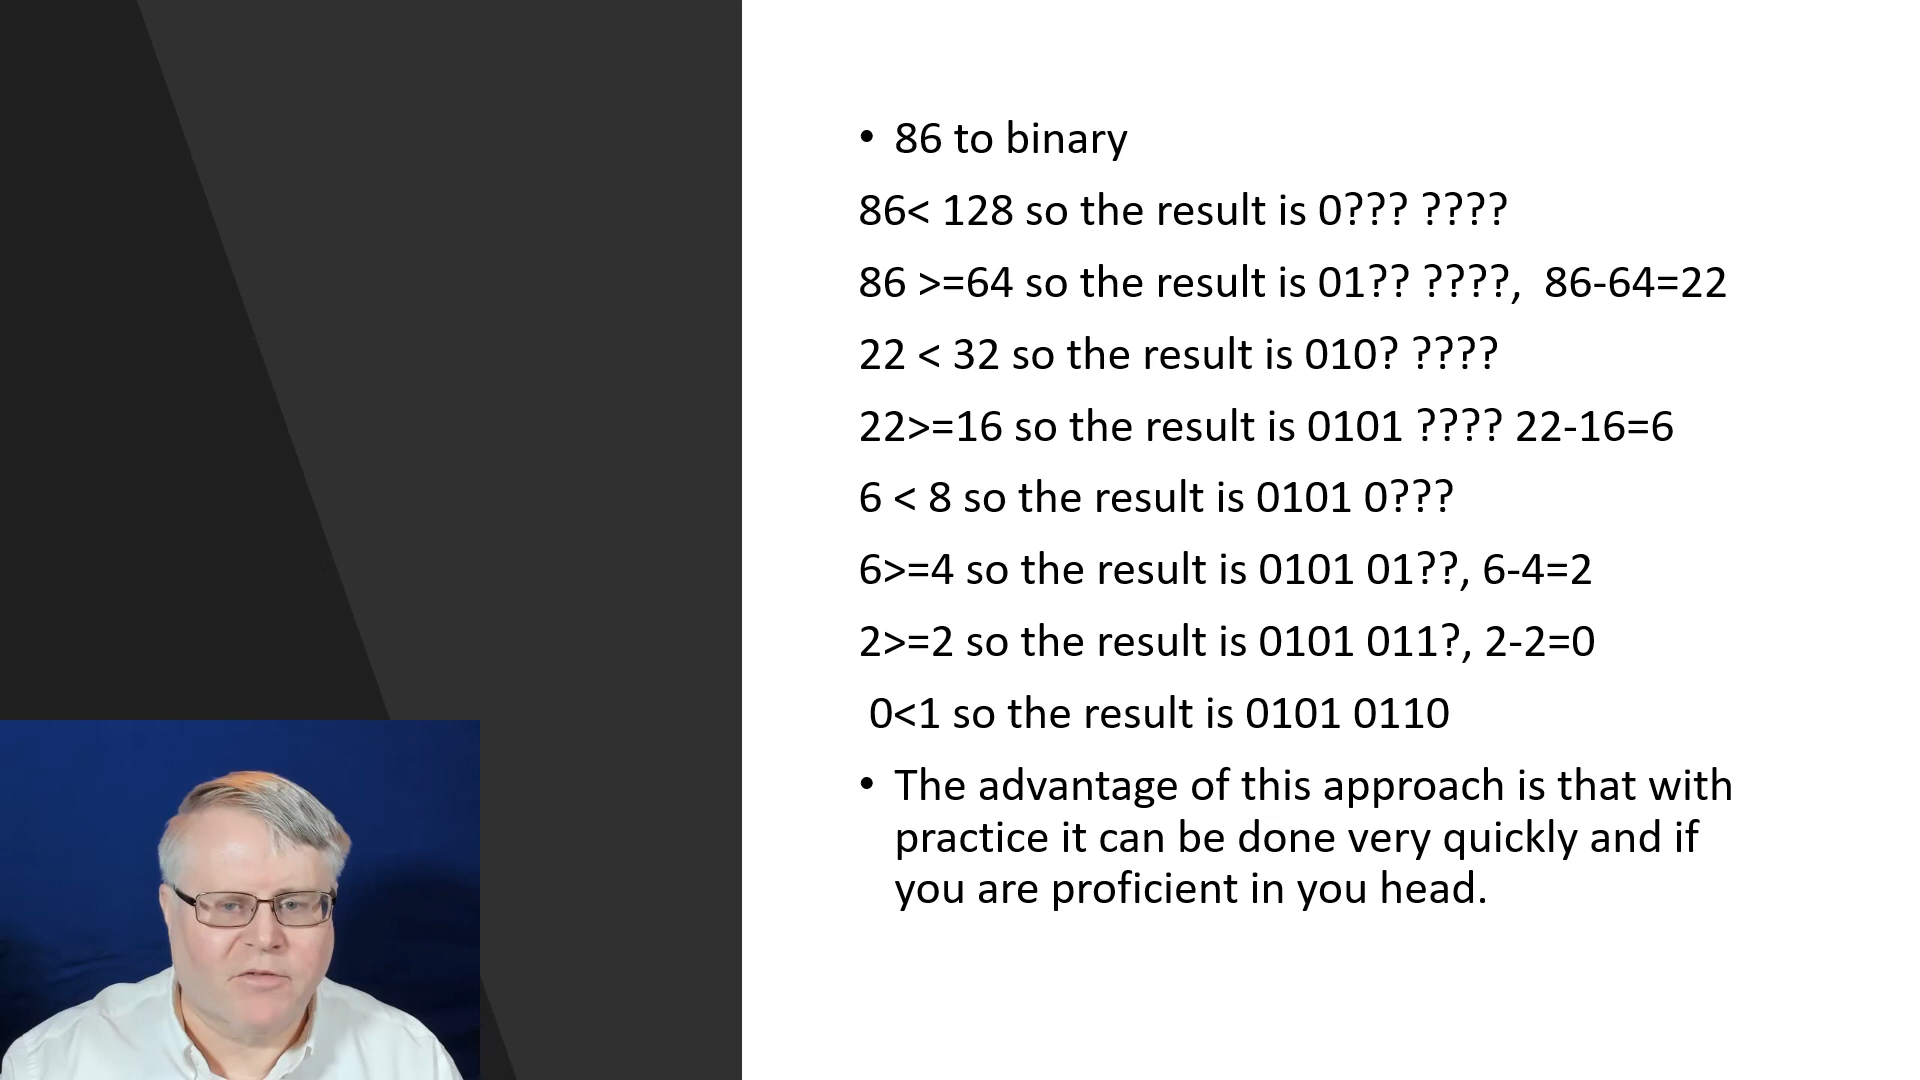 • 86 to binary
86< 128 so the result is 0??? ????
86 >=64 so the result is 01?? ????,  86-64=22
22 < 32 so the result is 010? ????
22>=16 so the result is 0101 ???? 22-16=6
6 < 8 so the result is 0101 0???
6>=4 so the result is 0101 01??, 6-4=2
2>=2 so the result is 0101 011?, 2-2=0
0<1 so the result is 0101 0110
• The advantage of this approach is that with
practice it can be done very quickly and if
you are proficient in you head.